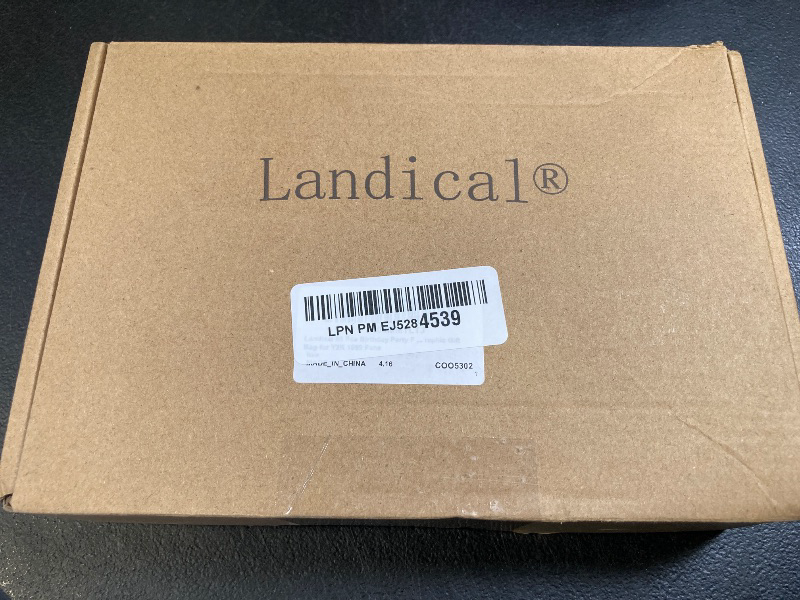 Landical®
LPN PM EJ5284539
MADE_IN_CHINA 4.16 COO5302